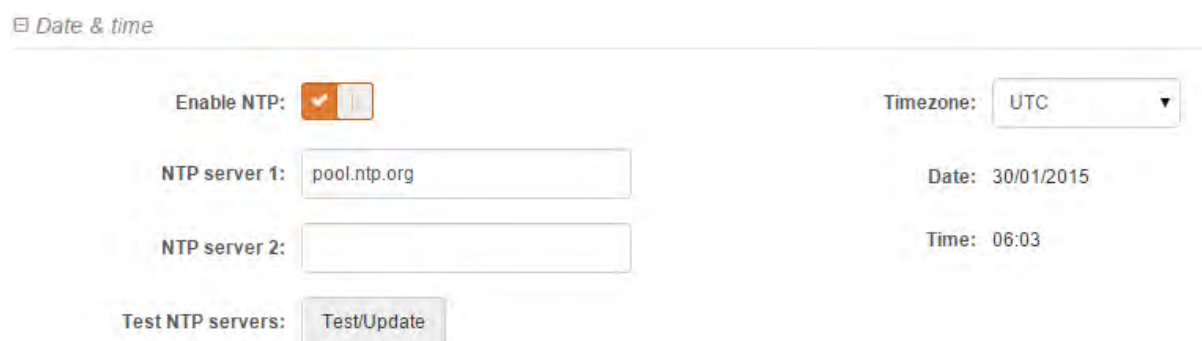 Date & time
Enable NTP:
Timezone: UTC
NTP server 1: pool.ntp.org
Date: 30/01/2015
NTP server 2:
Time: 06:03
Test NTP servers: Test/Update